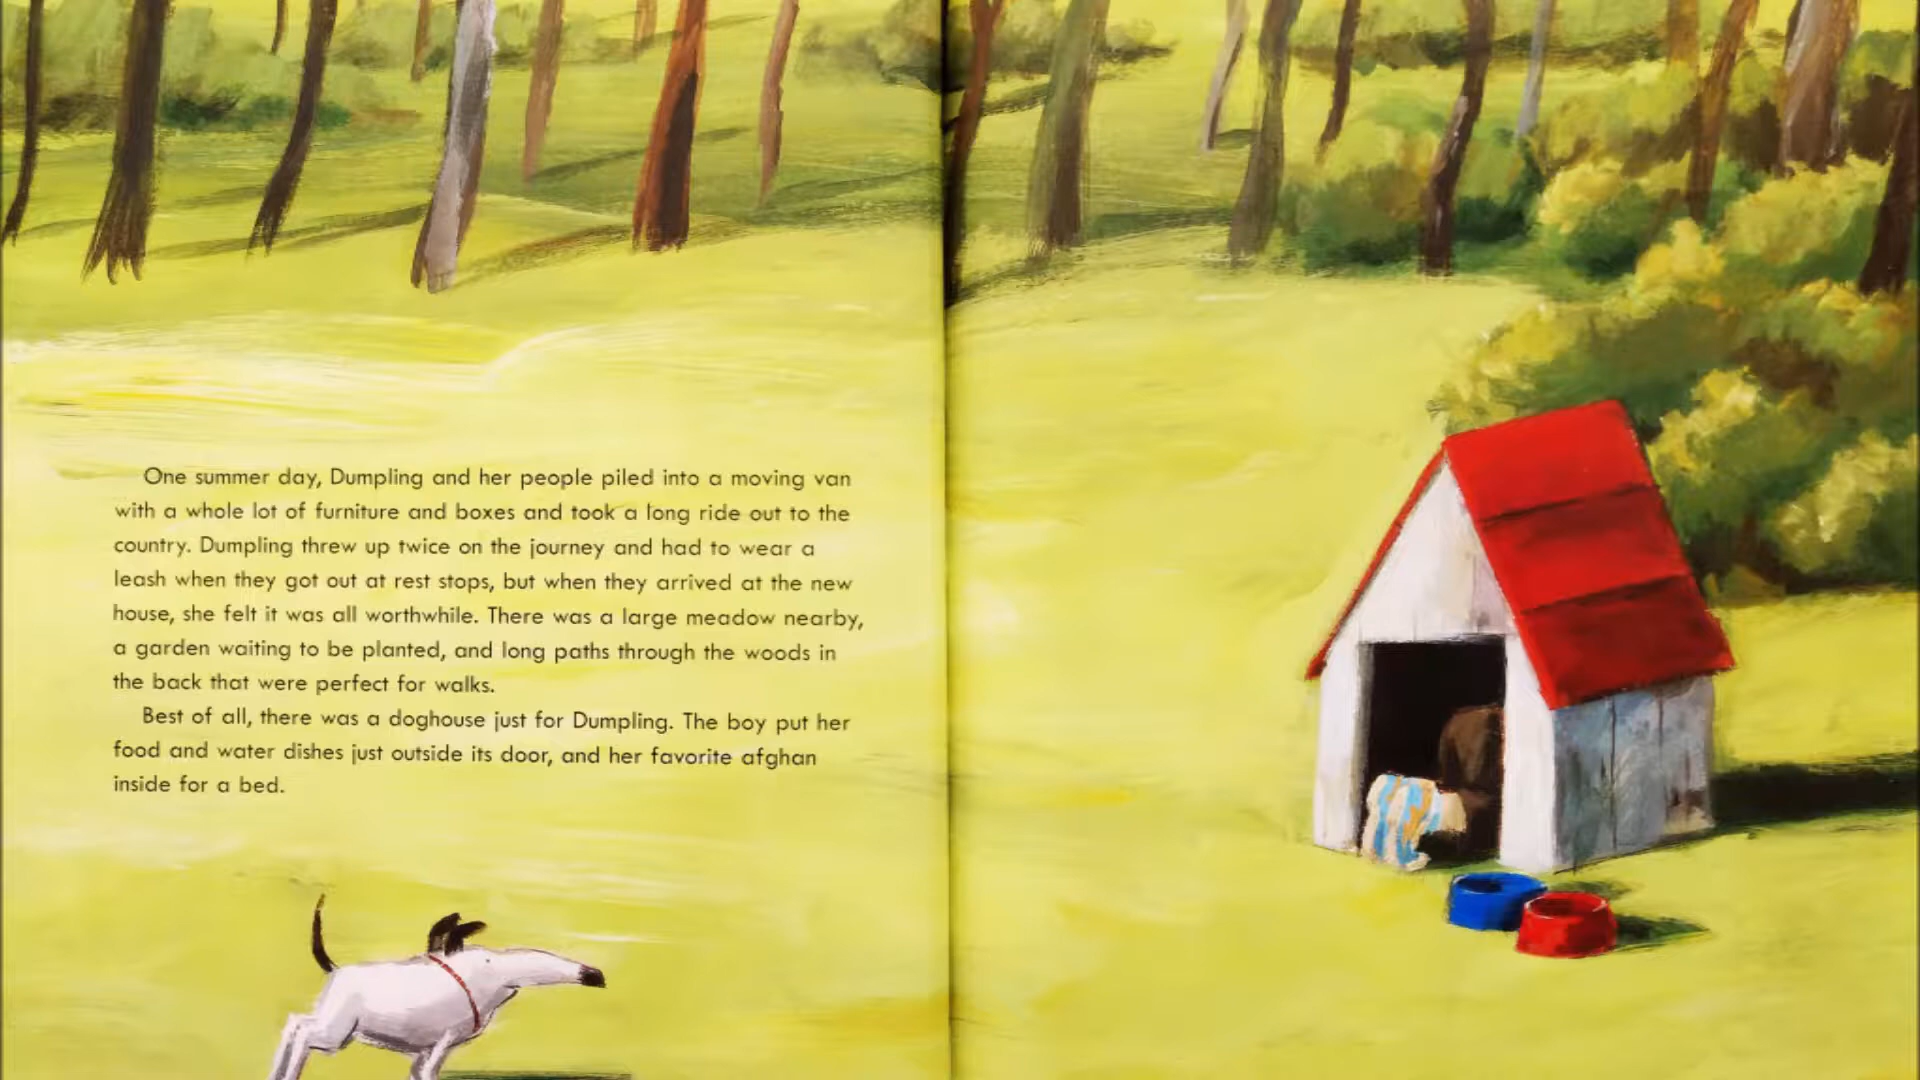 One summer day, Dumpling and her people piled into a moving van
with a whole lot of furniture and boxes and took a long ride out to the
country. Dumpling threw up twice on the journey and had to wear a
leash when they got out at rest stops, but when they arrived at the new
house, she felt it was all worthwhile. There was a large meadow nearby,
a garden waiting to be planted, and long paths through the woods in
the back that were perfect for walks.
Best of all, there was a doghouse just for Dumpling. The boy put her
food and water dishes just outside its door, and her favorite afghan
inside for a bed.